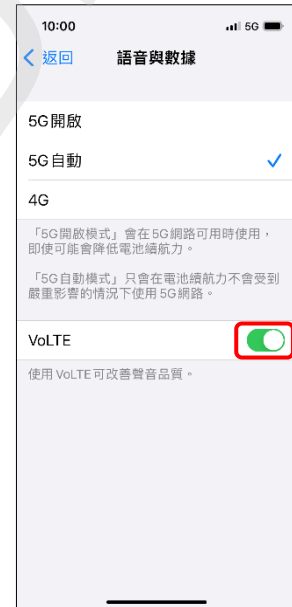 10:00
5G
返回
語音與數據
5G開啟
5G自動
4G
「5G開啟模式」會在5G網路可用時使用，
即使可能會降低電池續航力。
「5G自動模式」只會在電池續航力不會受到
嚴重影響的情況下使用5G網路。
VoLTE
使用 VoLTE 可改善聲音品質。